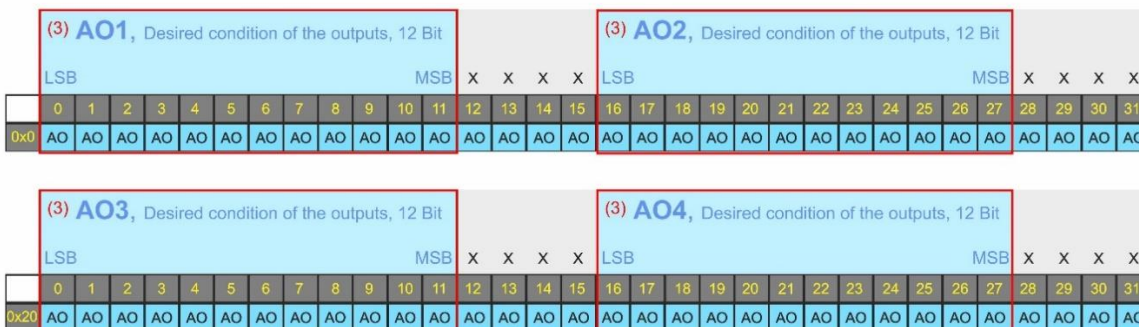 (3) AO1, Desired condition of the outputs, 12 Bit (3) AO2, Desired condition of the outputs, 12 Bit
LSB MSB X X X X LSB MSB X X X X
0 1 2 3 4 5 6 7 8 9 10 11 12 13 14 15 16 17 18 19 20 21 22 23 24 25 26 27 28 29 30 31
0x0 AO AO AO AO AO AO AO AO AO AO AO AO AO AO AO AO AO AO AO AO AO AO AO AO AO AO AO AO AO AO AO AO
(3) AO3, Desired condition of the outputs, 12 Bit (3) AO4, Desired condition of the outputs, 12 Bit
LSB MSB X X X X LSB MSB X X X X
0 1 2 3 4 5 6 7 8 9 10 11 12 13 14 15 16 17 18 19 20 21 22 23 24 25 26 27 28 29 30 31
0x20 AO AO AO AO AO AO AO AO AO AO AO AO AO AO AO AO AO AO AO AO AO AO AO AO AO AO AO AO AO AO AO AO